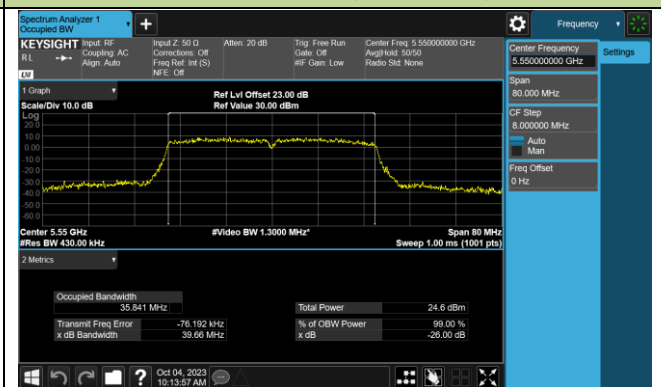 Spectrum Analyzer 1
Occupied BW
Frequency
KEYSIGHT
RL
LXI
Input: RF
Coupling: AC
Align: Auto
Input Z: 50 Ω
Corrections: Off
Freq Ref: Int (S)
NFE: Off
Atten: 20 dB
Trig: Free Run
Gate: Off
#IF Gain: Low
Center Freq: 5.550000000 GHz
Avg|Hold: 50/50
Radio Std: None
Center Frequency
5.550000000 GHz
Settings
Span
80.000 MHz
CF Step
8.000000 MHz
Auto
Man
Freq Offset
0 Hz
1 Graph
Scale/Div 10.0 dB
Ref Lvl Offset 23.00 dB
Ref Value 30.00 dBm
Log
20.0
10.0
0.00
-10.0
-20.0
-30.0
-40.0
-50.0
-60.0
Center 5.55 GHz
#Res BW 430.00 kHz
#Video BW 1.3000 MHz*
Span 80 MHz
Sweep 1.00 ms (1001 pts)
2 Metrics
Occupied Bandwidth
35.841 MHz
Total Power 24.6 dBm
Transmit Freq Error -76.192 kHz
% of OBW Power 99.00 %
x dB Bandwidth 39.66 MHz
x dB -26.00 dB
?
Oct 04, 2023
10:13:57 AM